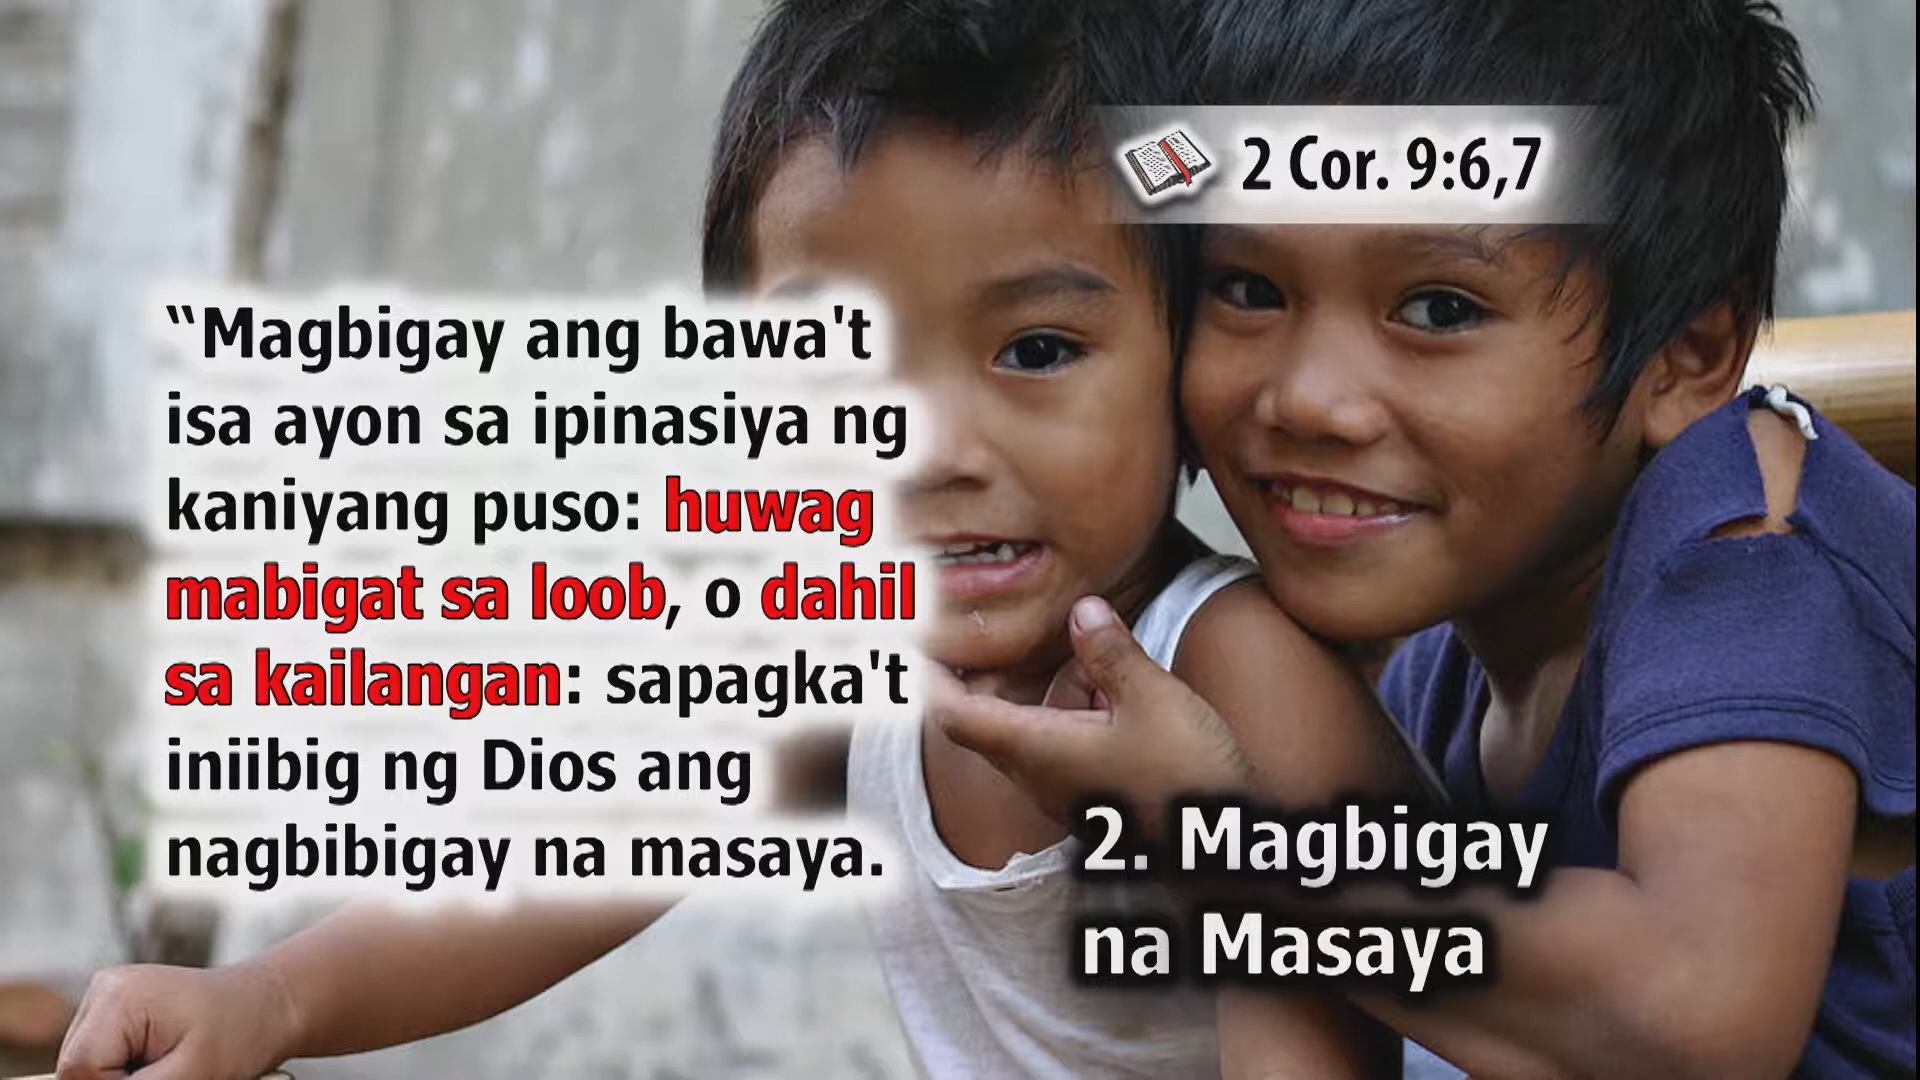 2 Cor. 9:6,7
“Magbigay ang bawa't
isa ayon sa ipinasiya ng
kaniyang puso: huwag
mabigat sa loob, o dahil
sa kailangan: sapagka't
iniibig ng Dios ang
nagbibigay na masaya.
2. Magbigay
na Masaya